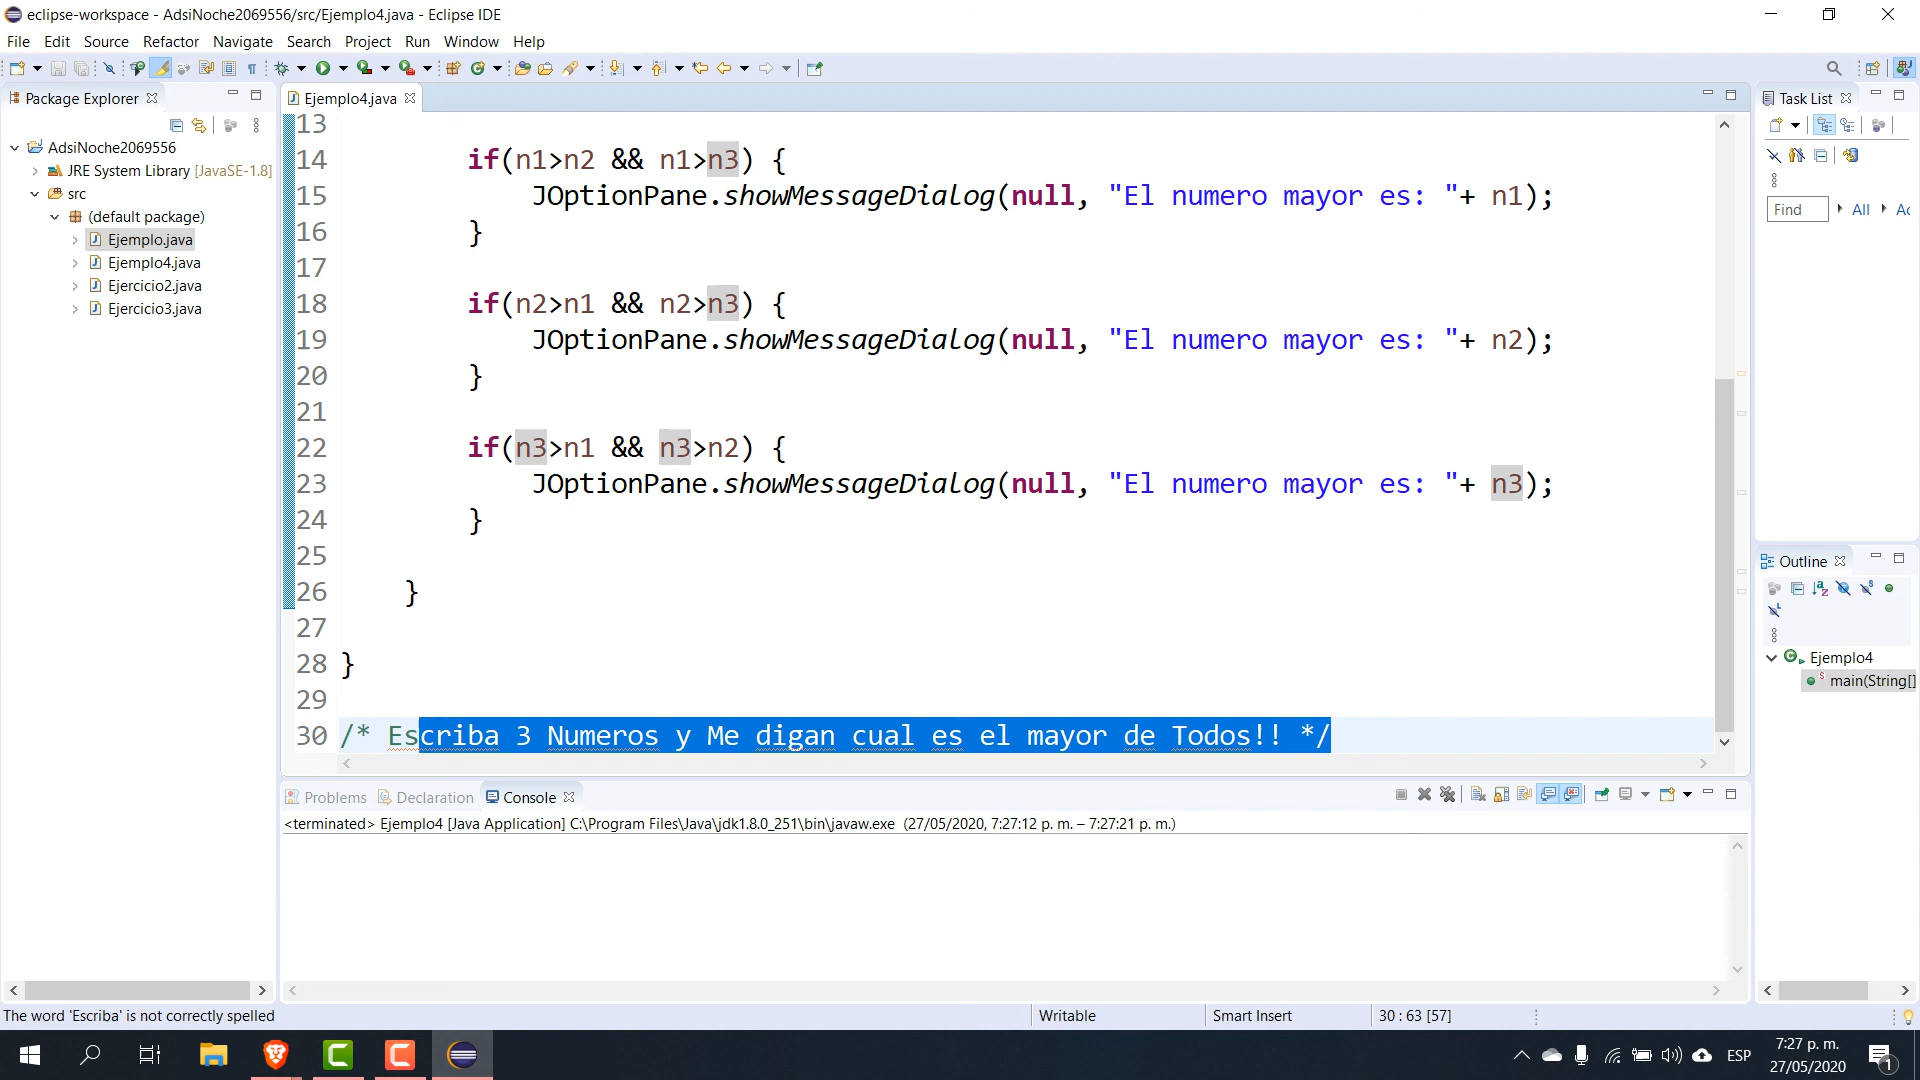 eclipse-workspace - AdsiNoche2069556/src/Ejemplo4.java - Eclipse IDE
File Edit Source Refactor Navigate Search Project Run Window Help
Package Explorer
AdsiNoche2069556
JRE System Library [JavaSE-1.8]
src
(default package)
Ejemplo.java
Ejemplo4.java
Ejercicio2.java
Ejercicio3.java
Ejemplo4.java
13
14 if(n1>n2 && n1>n3) {
15 JOptionPane.showMessageDialog(null, "El numero mayor es: "+ n1);
16 }
17
18 if(n2>n1 && n2>n3) {
19 JOptionPane.showMessageDialog(null, "El numero mayor es: "+ n2);
20 }
21
22 if(n3>n1 && n3>n2) {
23 JOptionPane.showMessageDialog(null, "El numero mayor es: "+ n3);
24 }
25
26 }
27
28 }
29
30 /* Escriba 3 Numeros y Me digan cual es el mayor de Todos!! */
Task List
Find All Ac
Outline
Ejemplo4
main(String[]
Problems Declaration Console
<terminated> Ejemplo4 [Java Application] C:\Program Files\Java\jdk1.8.0_251\bin\javaw.exe (27/05/2020, 7:27:12 p. m. – 7:27:21 p. m.)
The word 'Escriba' is not correctly spelled
Writable
Smart Insert
30 : 63 [57]
ESP
7:27 p. m.
27/05/2020
1